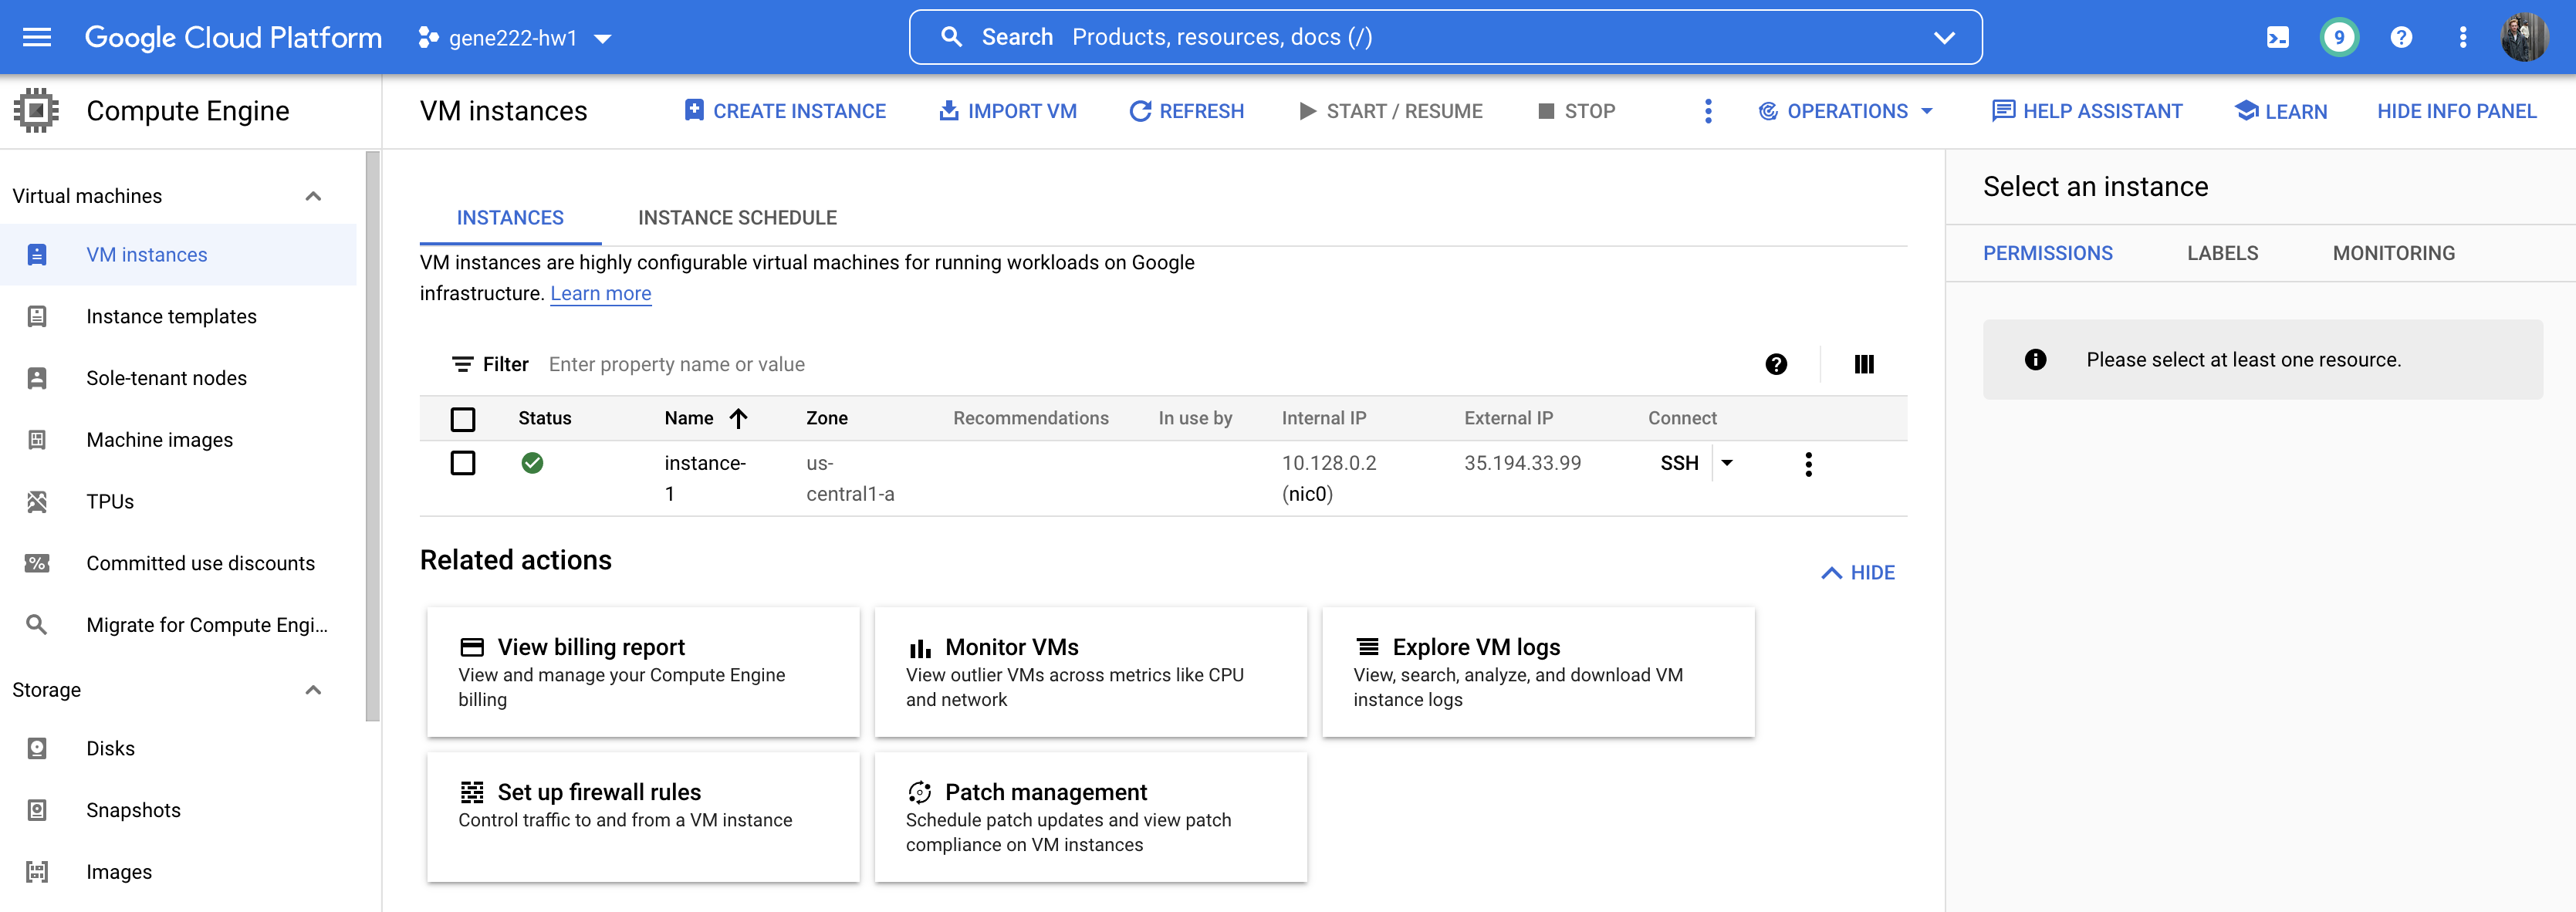 Google Cloud Platform
gene222-hw1
Search Products, resources, docs (/)
9
Compute Engine
VM instances
CREATE INSTANCE
IMPORT VM
REFRESH
START / RESUME
STOP
OPERATIONS
HELP ASSISTANT
LEARN
HIDE INFO PANEL
Virtual machines
VM instances
Instance templates
Sole-tenant nodes
Machine images
TPUs
Committed use discounts
Migrate for Compute Engi...
Storage
Disks
Snapshots
Images
INSTANCES
INSTANCE SCHEDULE
VM instances are highly configurable virtual machines for running workloads on Google
infrastructure. Learn more
Filter Enter property name or value
Status Name Zone Recommendations In use by Internal IP External IP Connect
instance- us- 10.128.0.2 35.194.33.99 SSH
1 central1-a (nic0)
Related actions
HIDE
View billing report
View and manage your Compute Engine
billing
Monitor VMs
View outlier VMs across metrics like CPU
and network
Explore VM logs
View, search, analyze, and download VM
instance logs
Set up firewall rules
Control traffic to and from a VM instance
Patch management
Schedule patch updates and view patch
compliance on VM instances
Select an instance
PERMISSIONS
LABELS
MONITORING
Please select at least one resource.